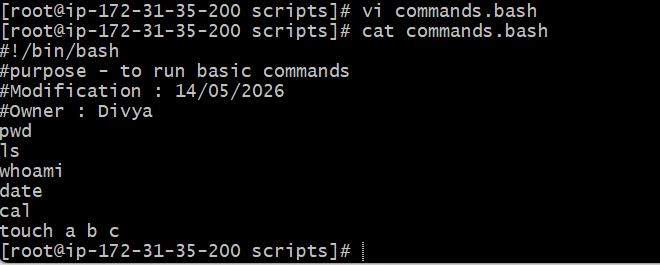 [root@ip-172-31-35-200 scripts]# vi commands.bash
[root@ip-172-31-35-200 scripts]# cat commands.bash
#!/bin/bash
#purpose - to run basic commands
#Modification : 14/05/2026
#Owner : Divya
pwd
ls
whoami
date
cal
touch a b c
[root@ip-172-31-35-200 scripts]#